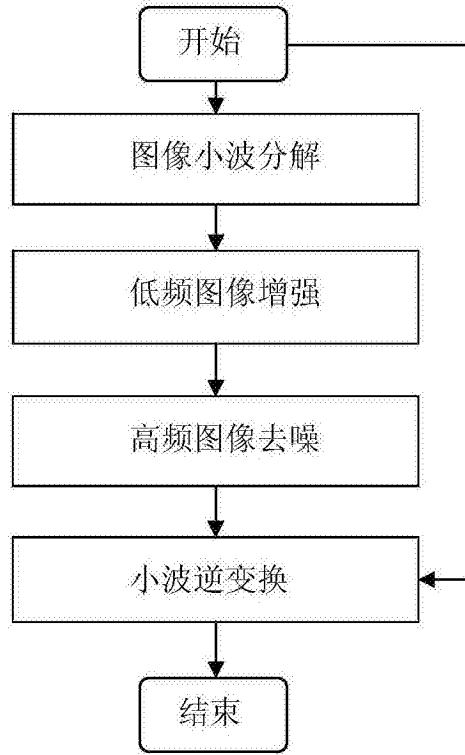 开始
图像小波分解
低频图像增强
高频图像去噪
小波逆变换
结束